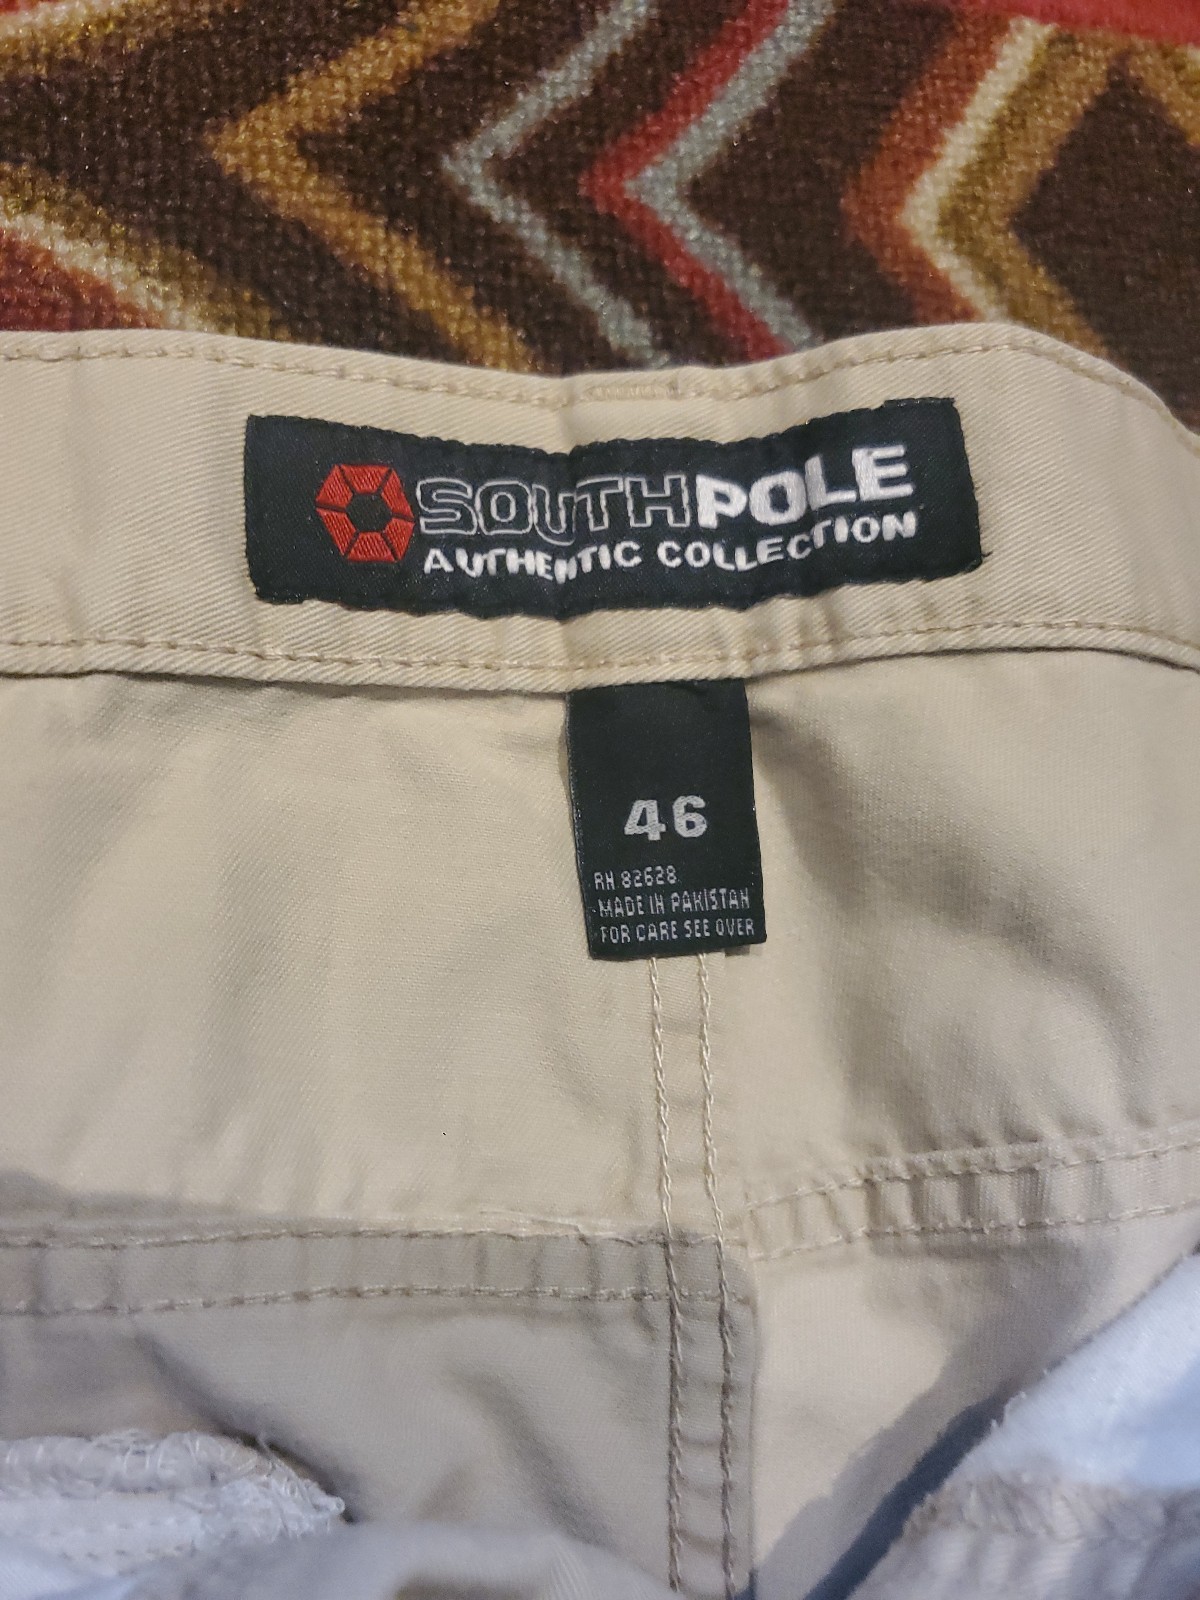 SOUTHPOLE
AUTHENTIC COLLECTION
46
RN 82628
MADE IN PAKISTAN
FOR CARE SEE OVER